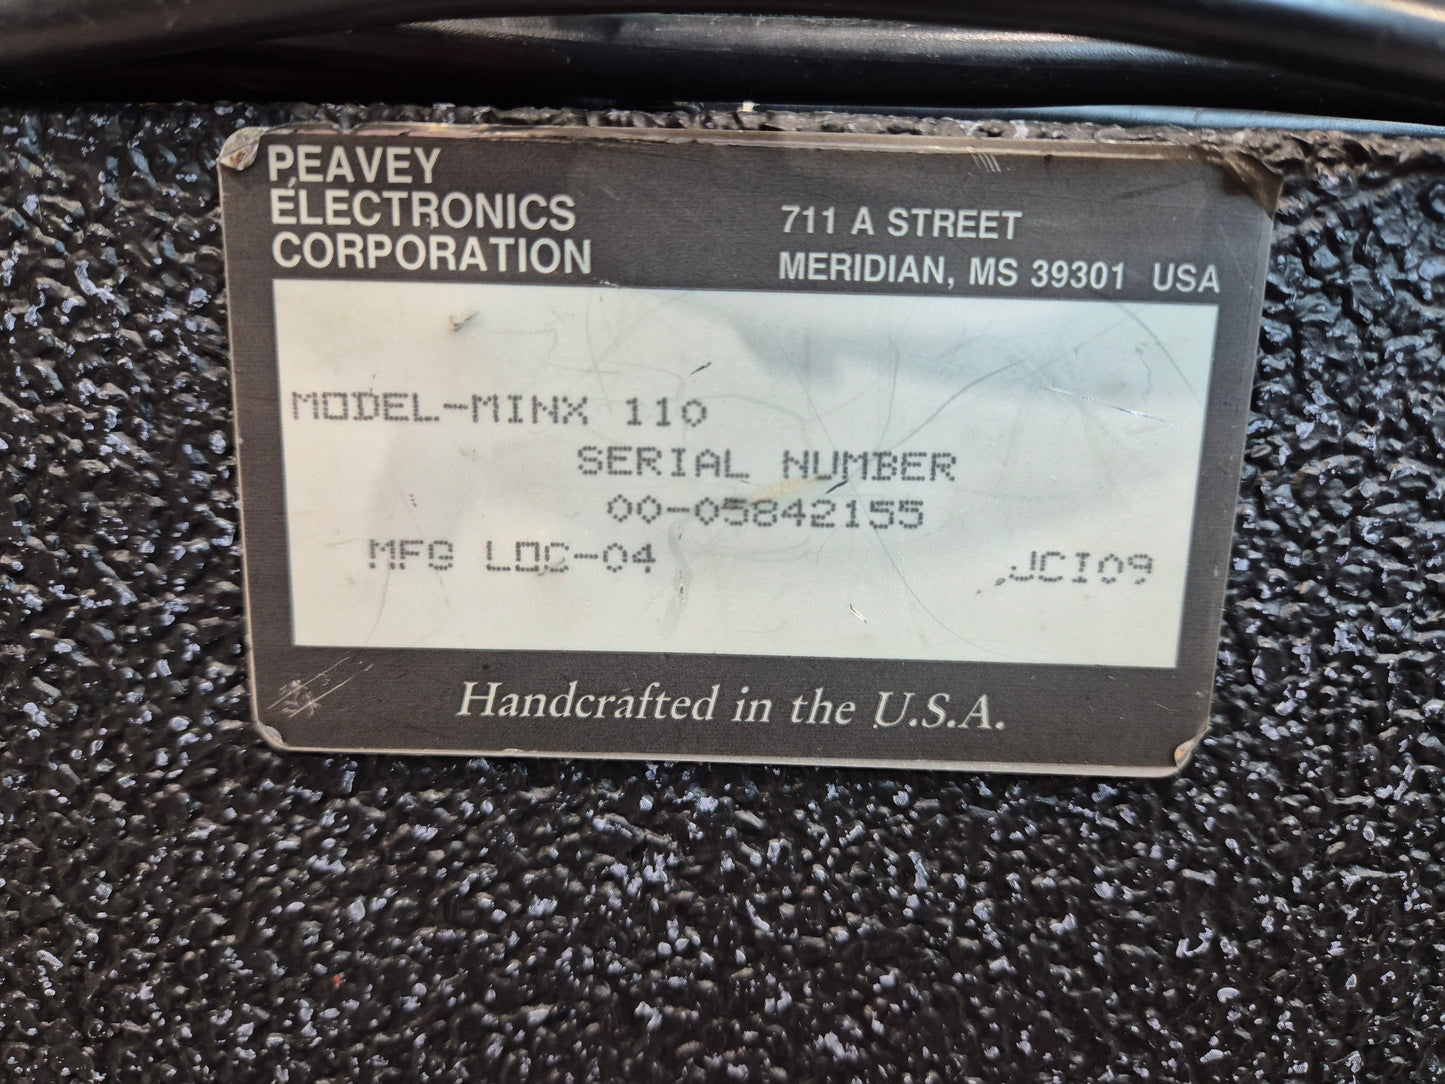 PEAVEY
ELECTRONICS
CORPORATION
711 A STREET
MERIDIAN, MS 39301 USA
MODEL-MINX 110
SERIAL NUMBER
00-05842155
MFG LOC-04 JCI09
Handcrafted in the U.S.A.